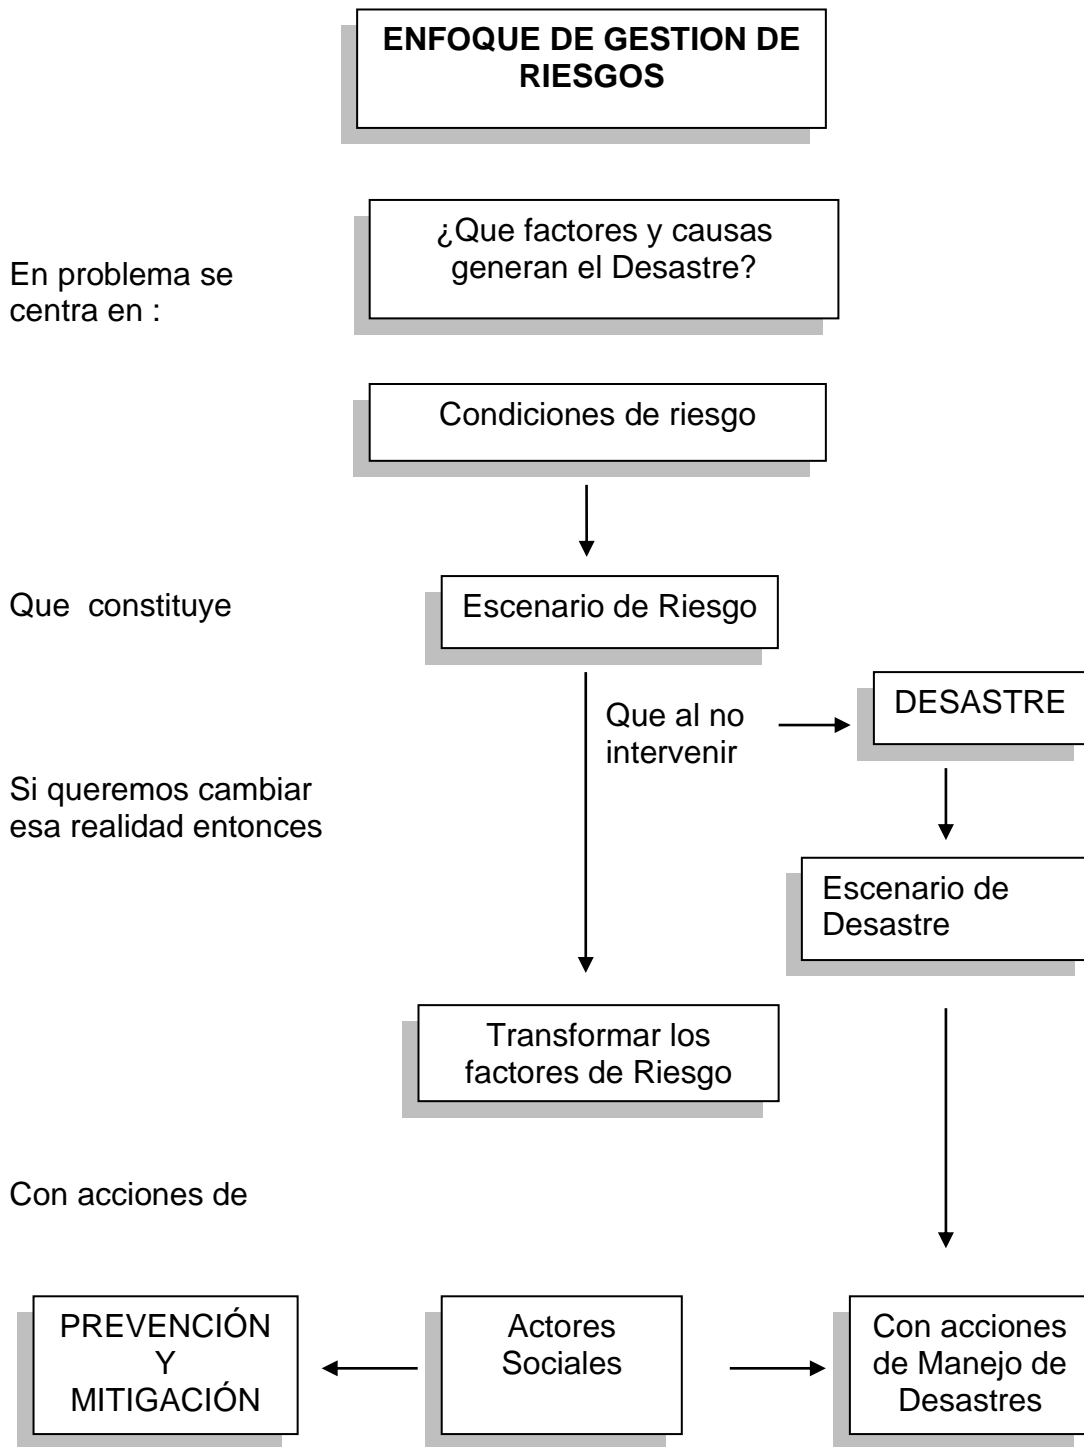 ENFOQUE DE GESTION DE
RIESGOS
¿Que factores y causas
generan el Desastre?
En problema se
centra en :
Condiciones de riesgo
Que  constituye
Escenario de Riesgo
Que al no
intervenir
DESASTRE
Si queremos cambiar
esa realidad entonces
Escenario de
Desastre
Transformar los
factores de Riesgo
Con acciones de
PREVENCIÓN
Y
MITIGACIÓN
Actores
Sociales
Con acciones
de Manejo de
Desastres